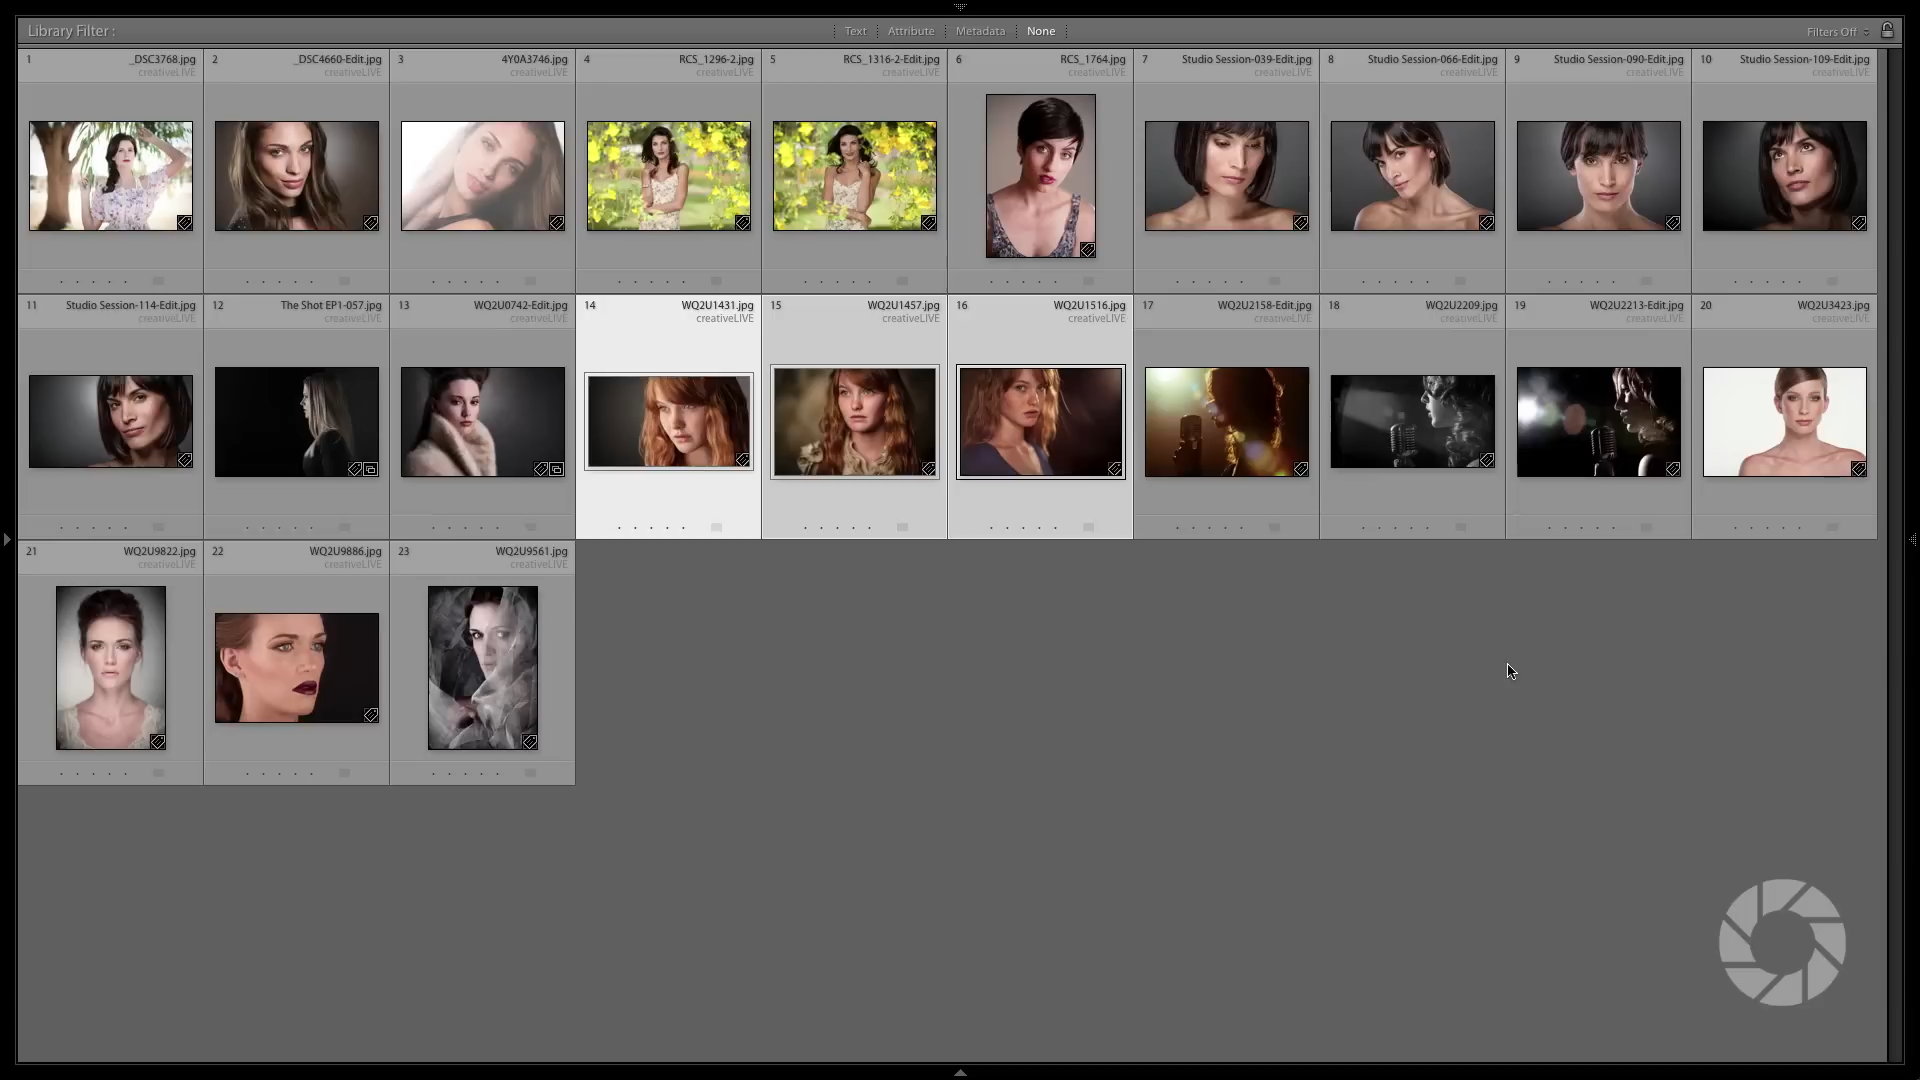 Library Filter :
Text Attribute Metadata None
Filters Off
1 _DSC3768.jpg
creativeLIVE
2 _DSC4660-Edit.jpg
creativeLIVE
3 4Y0A3746.jpg
creativeLIVE
4 RCS_1296-2.jpg
creativeLIVE
5 RCS_1316-2-Edit.jpg
creativeLIVE
6 RCS_1764.jpg
creativeLIVE
7 Studio Session-039-Edit.jpg
creativeLIVE
8 Studio Session-066-Edit.jpg
creativeLIVE
9 Studio Session-090-Edit.jpg
creativeLIVE
10 Studio Session-109-Edit.jpg
creativeLIVE
11 Studio Session-114-Edit.jpg
creativeLIVE
12 The Shot EP1-057.jpg
creativeLIVE
13 WQ2U0742-Edit.jpg
creativeLIVE
14 WQ2U1431.jpg
creativeLIVE
15 WQ2U1457.jpg
creativeLIVE
16 WQ2U1516.jpg
creativeLIVE
17 WQ2U2158-Edit.jpg
creativeLIVE
18 WQ2U2209.jpg
creativeLIVE
19 WQ2U2213-Edit.jpg
creativeLIVE
20 WQ2U3423.jpg
creativeLIVE
21 WQ2U9822.jpg
creativeLIVE
22 WQ2U9886.jpg
creativeLIVE
23 WQ2U9561.jpg
creativeLIVE